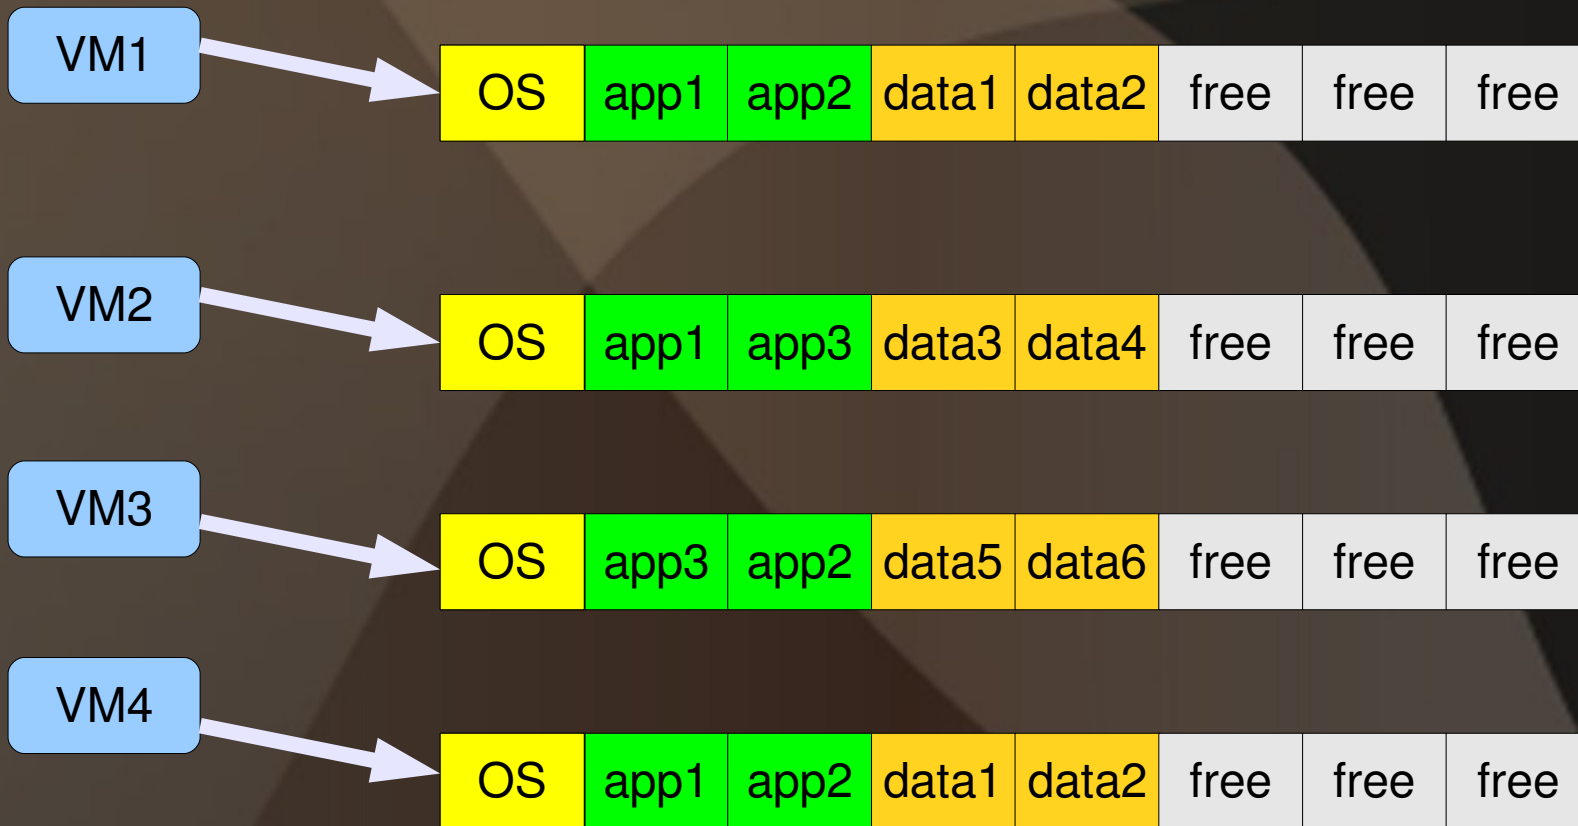 VM1
OS app1 app2 data1 data2 free free free
VM2
OS app1 app3 data3 data4 free free free
VM3
OS app3 app2 data5 data6 free free free
VM4
OS app1 app2 data1 data2 free free free